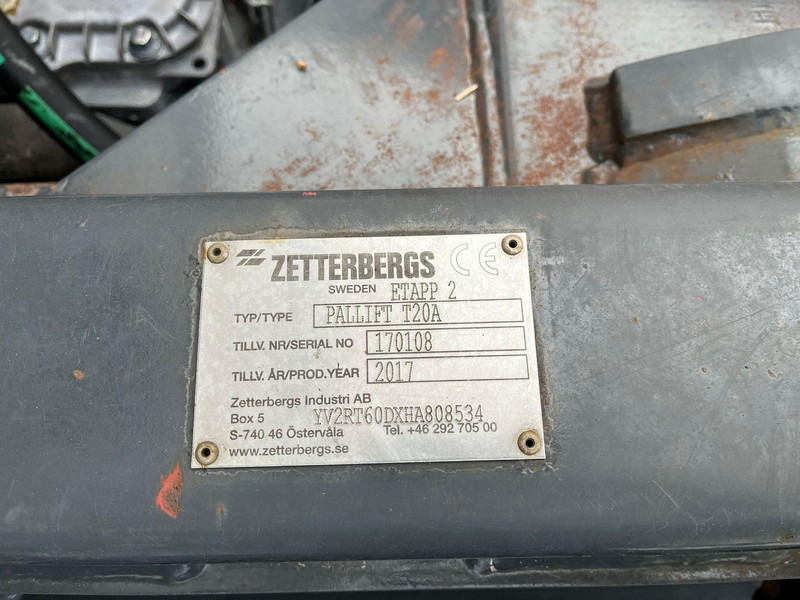 ZETTERBERGS CE
SWEDEN ETAPP 2
TYP/TYPE PALLIFT T20A
TILLV. NR/SERIAL NO 170108
TILLV. ÅR/PROD.YEAR 2017
Zetterbergs Industri AB
Box 5 YV2RT60DXHA808534
S-740 46 Östervåla Tel. +46 292 705 00
www.zetterbergs.se